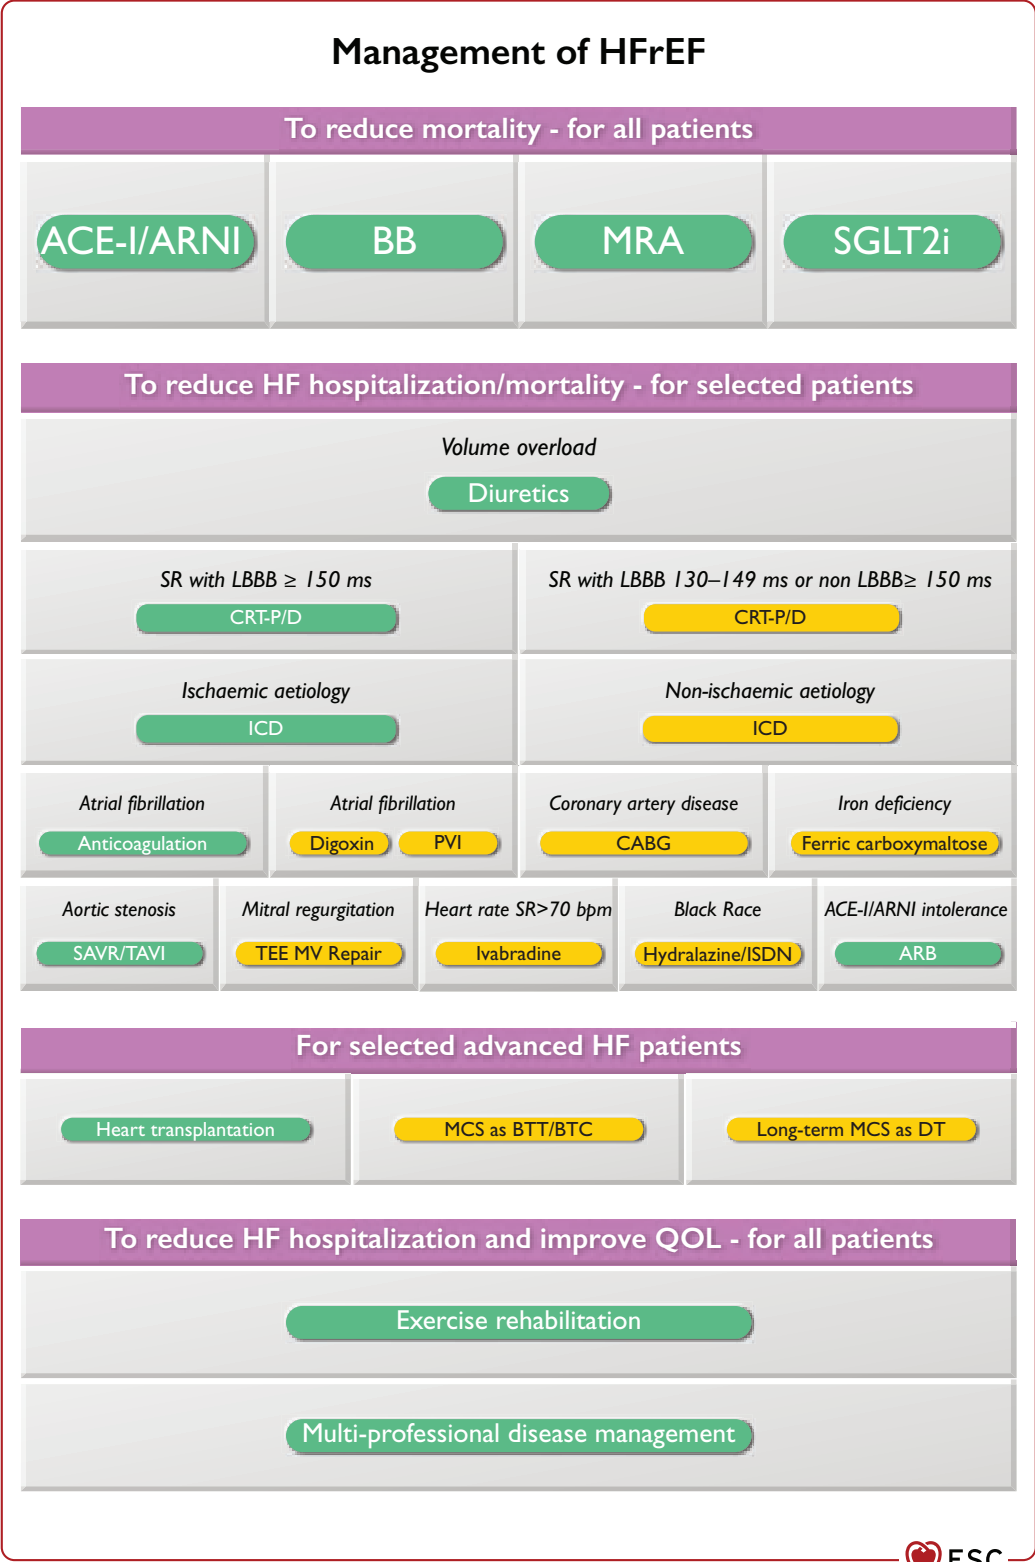 Management of HFrEF
To reduce mortality - for all patients
ACE-I/ARNI
BB
MRA
SGLT2i
To reduce HF hospitalization/mortality - for selected patients
Volume overload
Diuretics
SR with LBBB ≥ 150 ms
CRT-P/D
SR with LBBB 130–149 ms or non LBBB≥ 150 ms
CRT-P/D
Ischaemic aetiology
ICD
Non-ischaemic aetiology
ICD
Atrial fibrillation
Anticoagulation
Atrial fibrillation
Digoxin
PVI
Coronary artery disease
CABG
Iron deficiency
Ferric carboxymaltose
Aortic stenosis
SAVR/TAVI
Mitral regurgitation
TEE MV Repair
Heart rate SR>70 bpm
Ivabradine
Black Race
Hydralazine/ISDN
ACE-I/ARNI intolerance
ARB
For selected advanced HF patients
Heart transplantation
MCS as BTT/BTC
Long-term MCS as DT
To reduce HF hospitalization and improve QOL - for all patients
Exercise rehabilitation
Multi-professional disease management
ESC